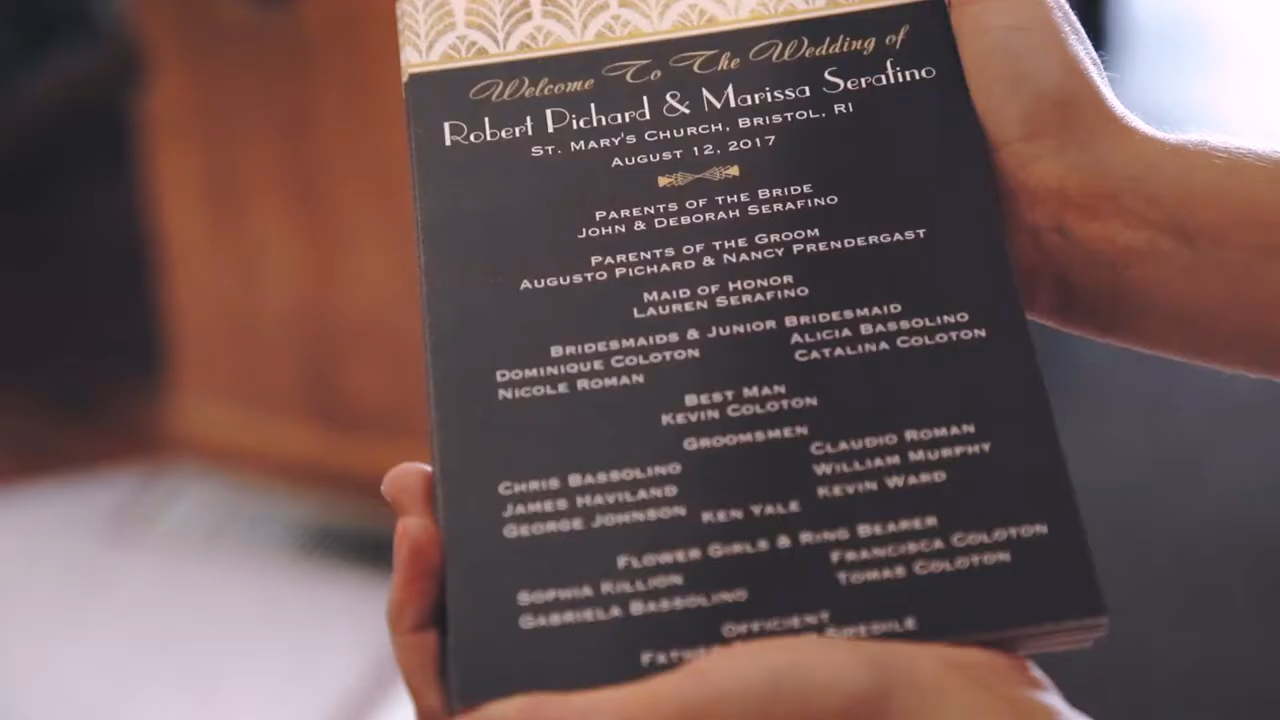 Welcome To The Wedding of
Robert Pichard & Marissa Serafino
St. Mary's Church, Bristol, RI
August 12, 2017
Parents of the Bride
John & Deborah Serafino
Parents of the Groom
Augusto Pichard & Nancy Prendergast
Maid of Honor
Lauren Serafino
Bridesmaids & Junior Bridesmaid
Dominique Coloton Alicia Bassolino
Nicole Roman Catalina Coloton
Best Man
Kevin Coloton
Groomsmen
Chris Bassolino Claudio Roman
James Haviland William Murphy
George Johnson Kevin Ward
Ken Yale
Flower Girls & Ring Bearer
Sophia Killion Francisca Coloton
Gabriela Bassolino Tomas Coloton
Officient